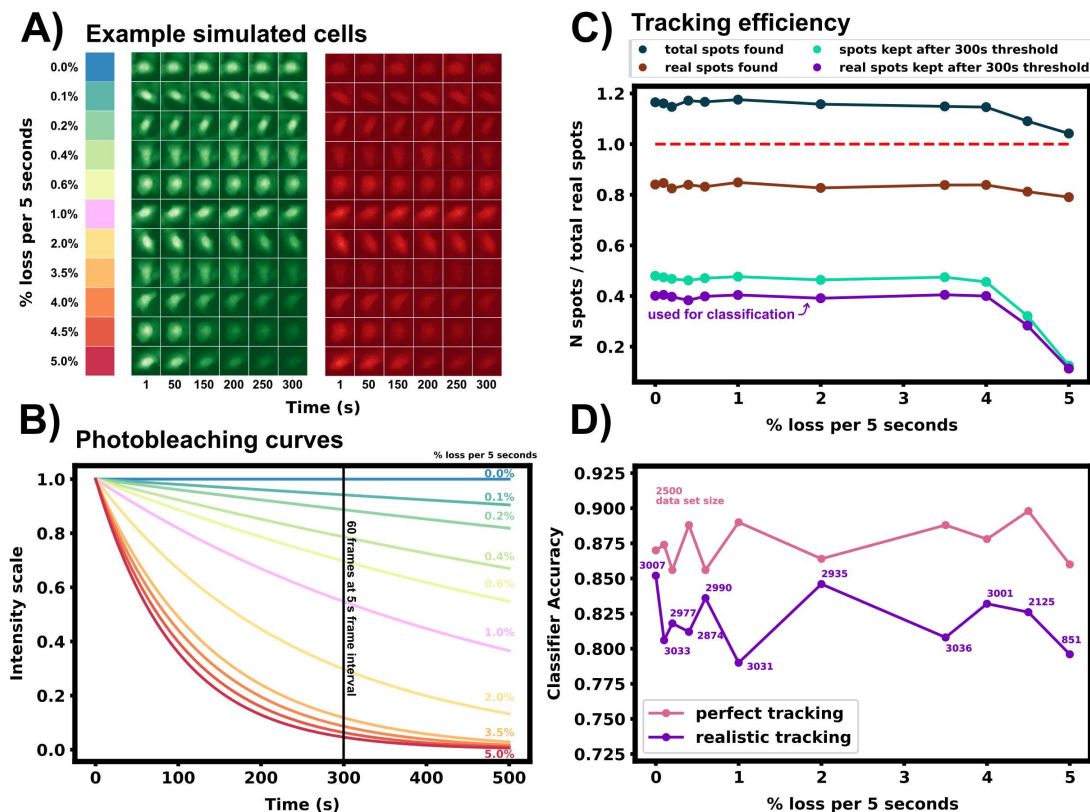 A) Example simulated cells
% loss per 5 seconds
0.0%
0.1%
0.2%
0.4%
0.6%
1.0%
2.0%
3.5%
4.0%
4.5%
5.0%
1 50 150 200 250 300
1 50 150 200 250 300
Time (s)
B) Photobleaching curves
% loss per 5 seconds
Intensity scale
1.0
0.8
0.6
0.4
0.2
0.0
0.0%
0.1%
0.2%
0.4%
0.6%
1.0%
2.0%
3.5%
5.0%
60 frames at 5 s frame interval
0 100 200 300 400 500
Time (s)
C) Tracking efficiency
total spots found
real spots found
spots kept after 300s threshold
real spots kept after 300s threshold
N spots / total real spots
1.2
1.0
0.8
0.6
0.4
0.2
used for classification
0 1 2 3 4 5
% loss per 5 seconds
D)
Classifier Accuracy
0.925
0.900
0.875
0.850
0.825
0.800
0.775
0.750
0.725
2500
data set size
3007
3033
2977
2874
2990
3031
2935
3036
3001
2125
851
perfect tracking
realistic tracking
0 1 2 3 4 5
% loss per 5 seconds